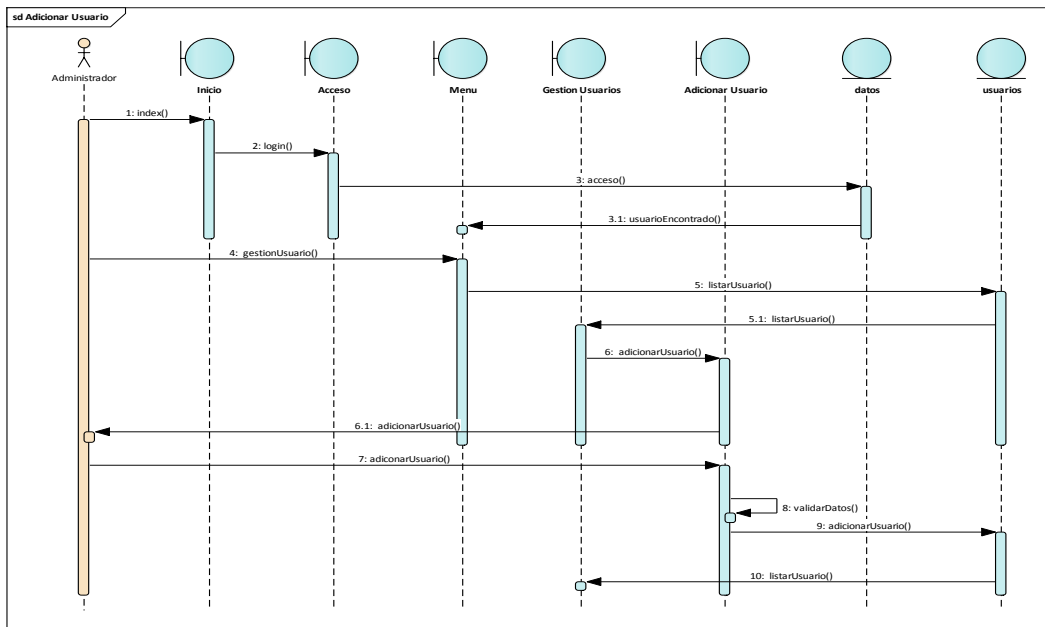 sd Adicionar Usuario
Administrador
Inicio
Acceso
Menu
Gestion Usuarios
Adicionar Usuario
datos
usuarios
1: index()
2: login()
3: acceso()
3.1: usuarioEncontrado()
4: gestionUsuario()
5: listarUsuario()
5.1: listarUsuario()
6: adicionarUsuario()
6.1: adicionarUsuario()
7: adiconarUsuario()
8: validarDatos()
9: adicionarUsuario()
10: listarUsuario()